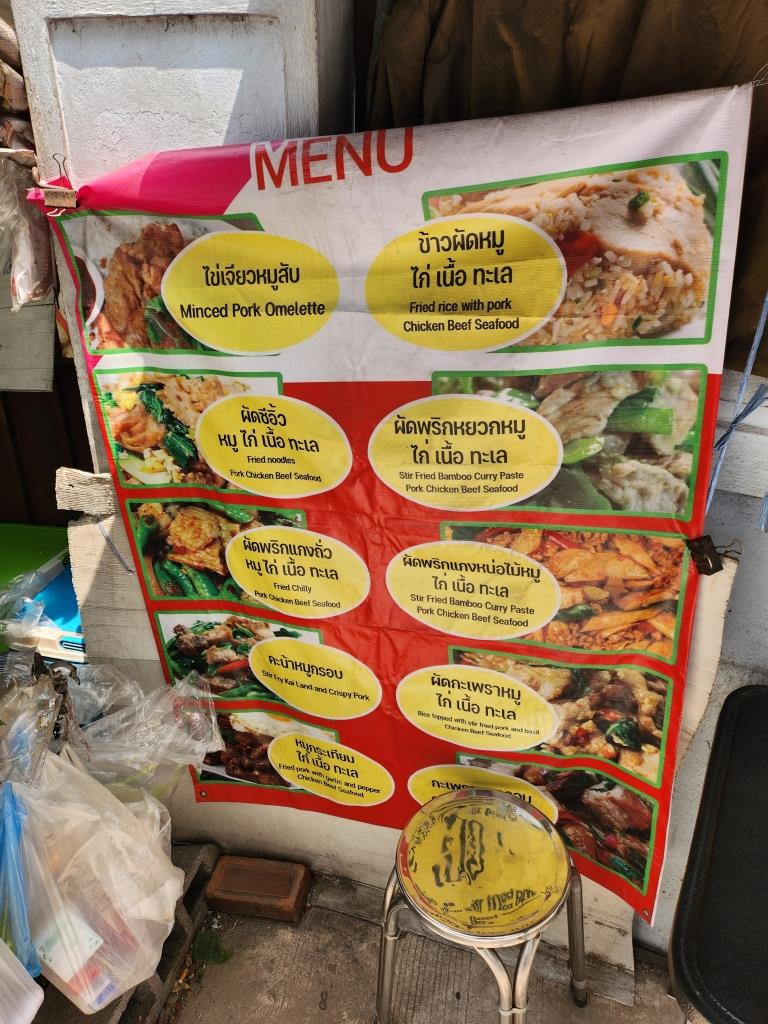 MENU
ไข่เจียวหมูสับ
Minced Pork Omelette
ข้าวผัดหมู
ไก่ เนื้อ ทะเล
Fried rice with pork
Chicken Beef Seafood
ผัดซีอิ้ว
หมู ไก่ เนื้อ ทะเล
Fried noodles
Pork Chicken Beef Seafood
ผัดพริกหยวกหมู
ไก่ เนื้อ ทะเล
Stir Fried Bamboo Curry Paste
Pork Chicken Beef Seafood
ผัดพริกแกงถั่ว
หมู ไก่ เนื้อ ทะเล
Fried Chilly
Pork Chicken Beef Seafood
ผัดพริกแกงหน่อไม้หมู
ไก่ เนื้อ ทะเล
Stir Fried Bamboo Curry Paste
Pork Chicken Beef Seafood
คะน้าหมูกรอบ
Stir Fry Kai Land and Crispy Pork
ผัดกะเพราหมู
ไก่ เนื้อ ทะเล
Rice topped with stir fried pork and basil
Chicken Beef Seafood
หมูกระเทียม
ไก่ เนื้อ ทะเล
Fried pork with garlic and pepper
Chicken Beef Seafood